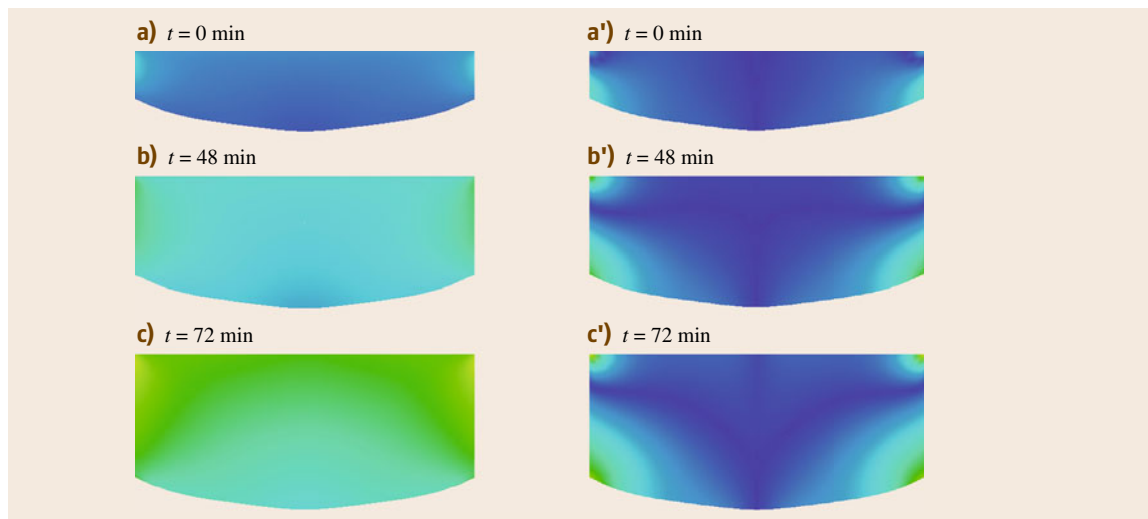 a) t = 0 min
a') t = 0 min
b) t = 48 min
b') t = 48 min
c) t = 72 min
c') t = 72 min